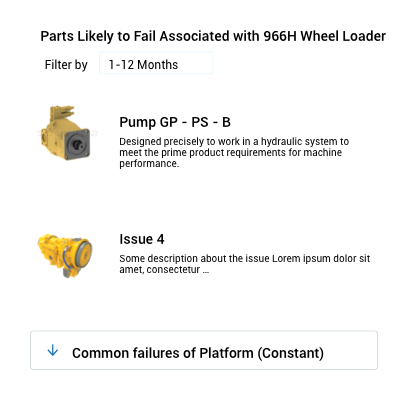 Parts Likely to Fail Associated with 966H Wheel Loader
Filter by
1-12 Months
Pump GP - PS - B
Designed precisely to work in a hydraulic system to
meet the prime product requirements for machine
performance.
Issue 4
Some description about the issue Lorem ipsum dolor sit
amet, consectetur ...
Common failures of Platform (Constant)